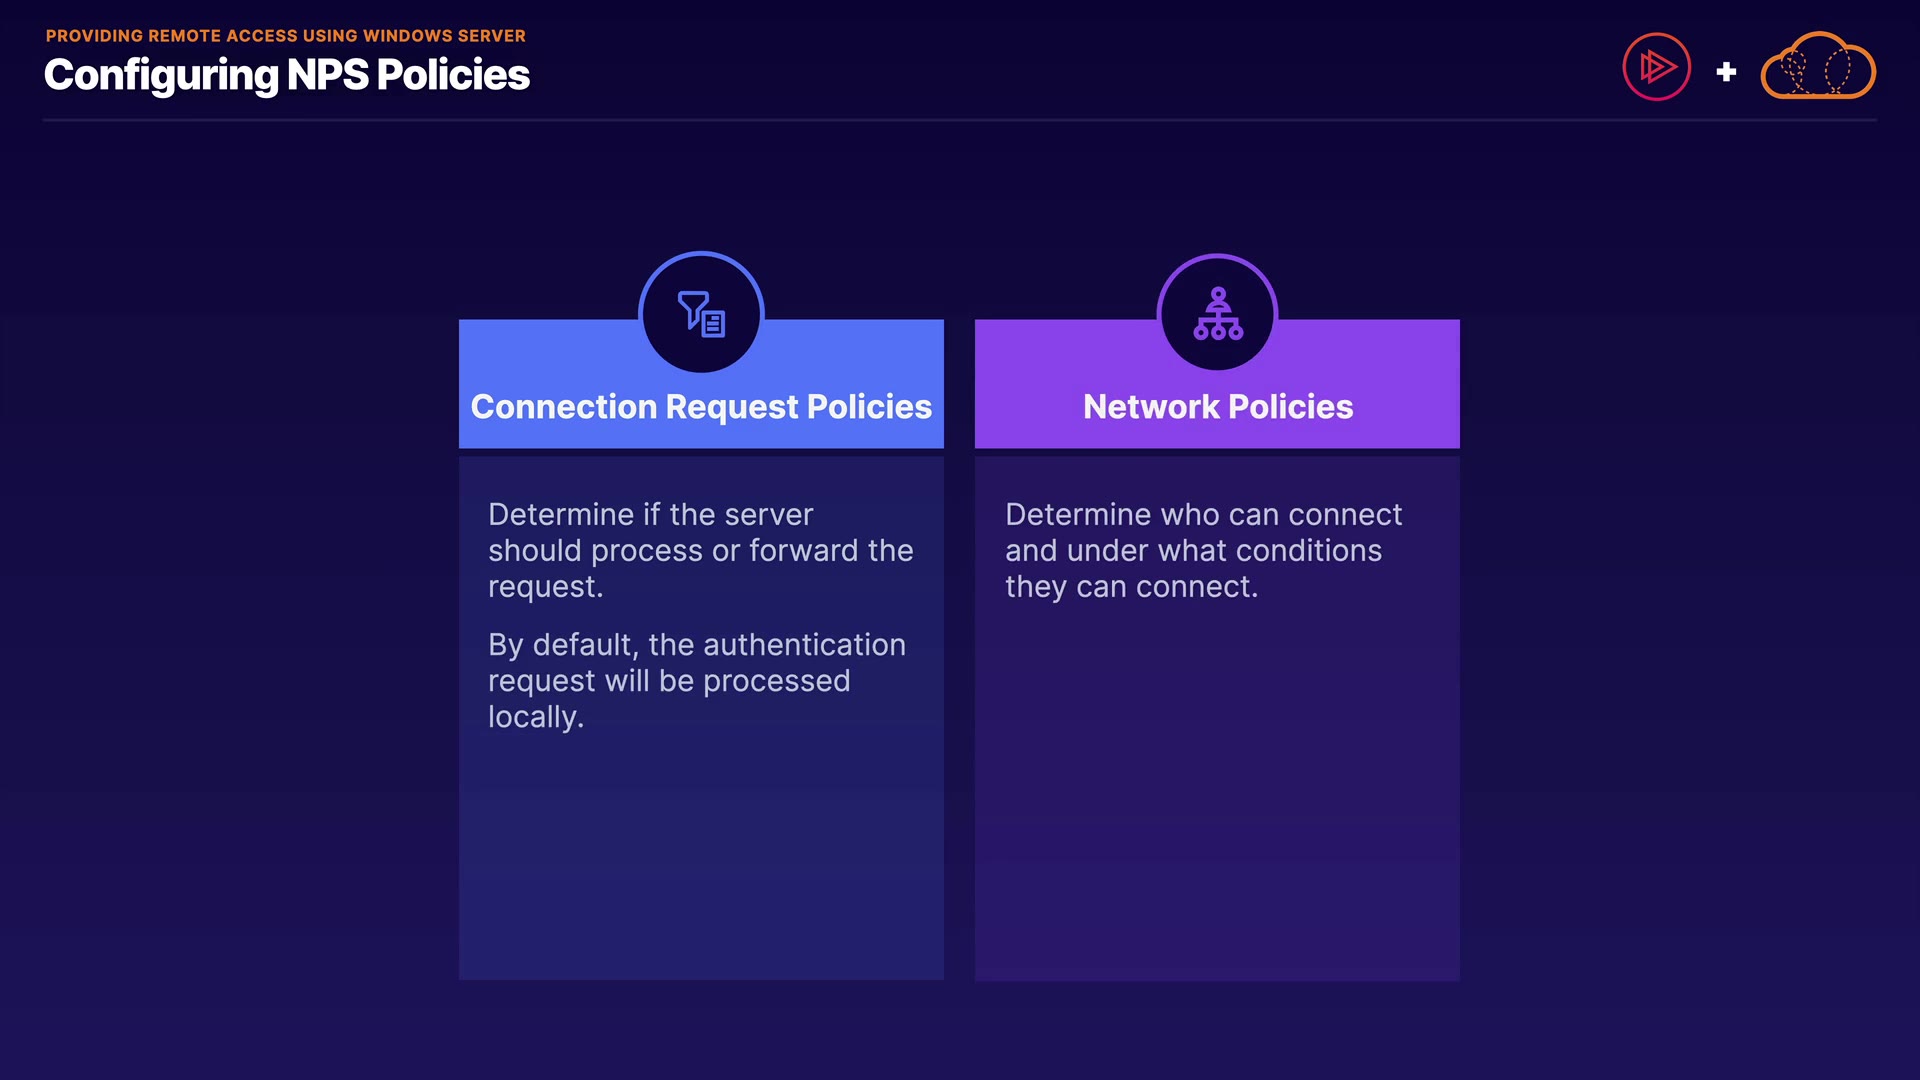 PROVIDING REMOTE ACCESS USING WINDOWS SERVER
Configuring NPS Policies
Connection Request Policies
Determine if the server
should process or forward the
request.
By default, the authentication
request will be processed
locally.
Network Policies
Determine who can connect
and under what conditions
they can connect.